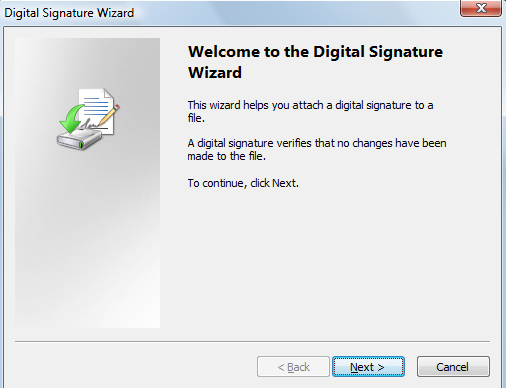 Digital Signature Wizard
Welcome to the Digital Signature
Wizard
This wizard helps you attach a digital signature to a
file.
A digital signature verifies that no changes have been
made to the file.
To continue, click Next.
< Back
Next >
Cancel